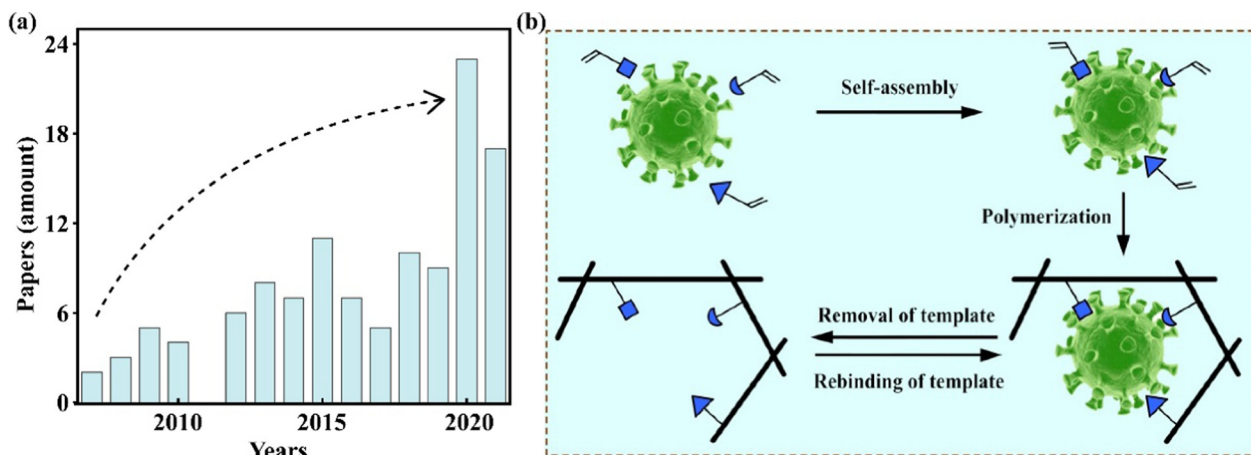 (a)
24
18
12
6
0
Papers (amount)
2010
2015
2020
Years
(b)
Self-assembly
Polymerization
Removal of template
Rebinding of template